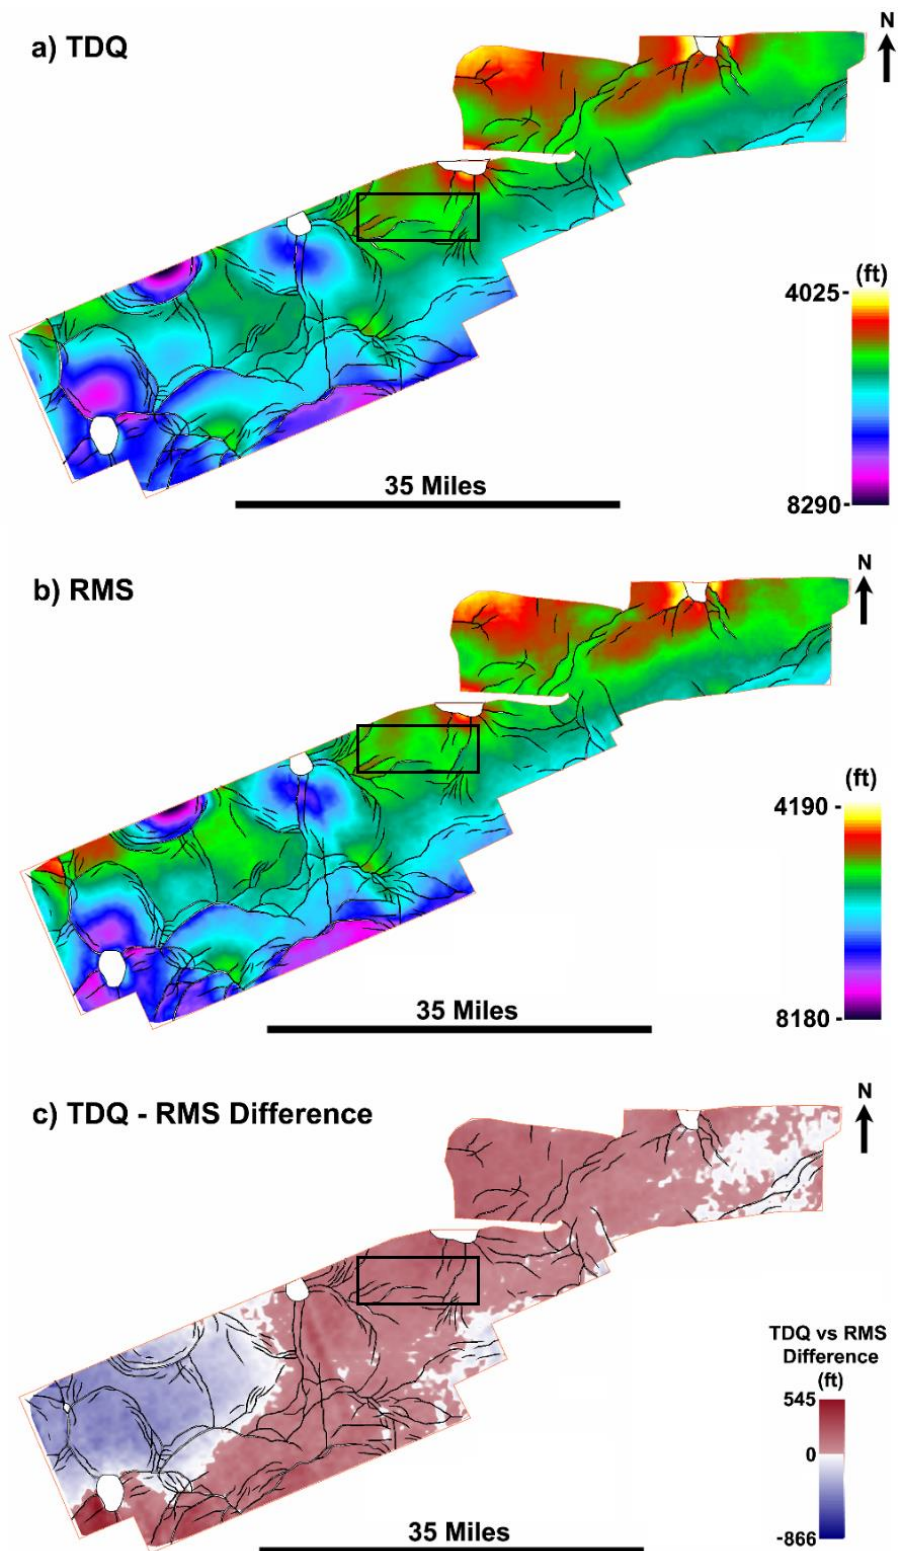 a) TDQ
N
(ft)
4025-
8290-
35 Miles
b) RMS
N
(ft)
4190 -
8180 -
35 Miles
c) TDQ - RMS Difference
N
TDQ vs RMS
Difference
(ft)
545
0
-866
35 Miles